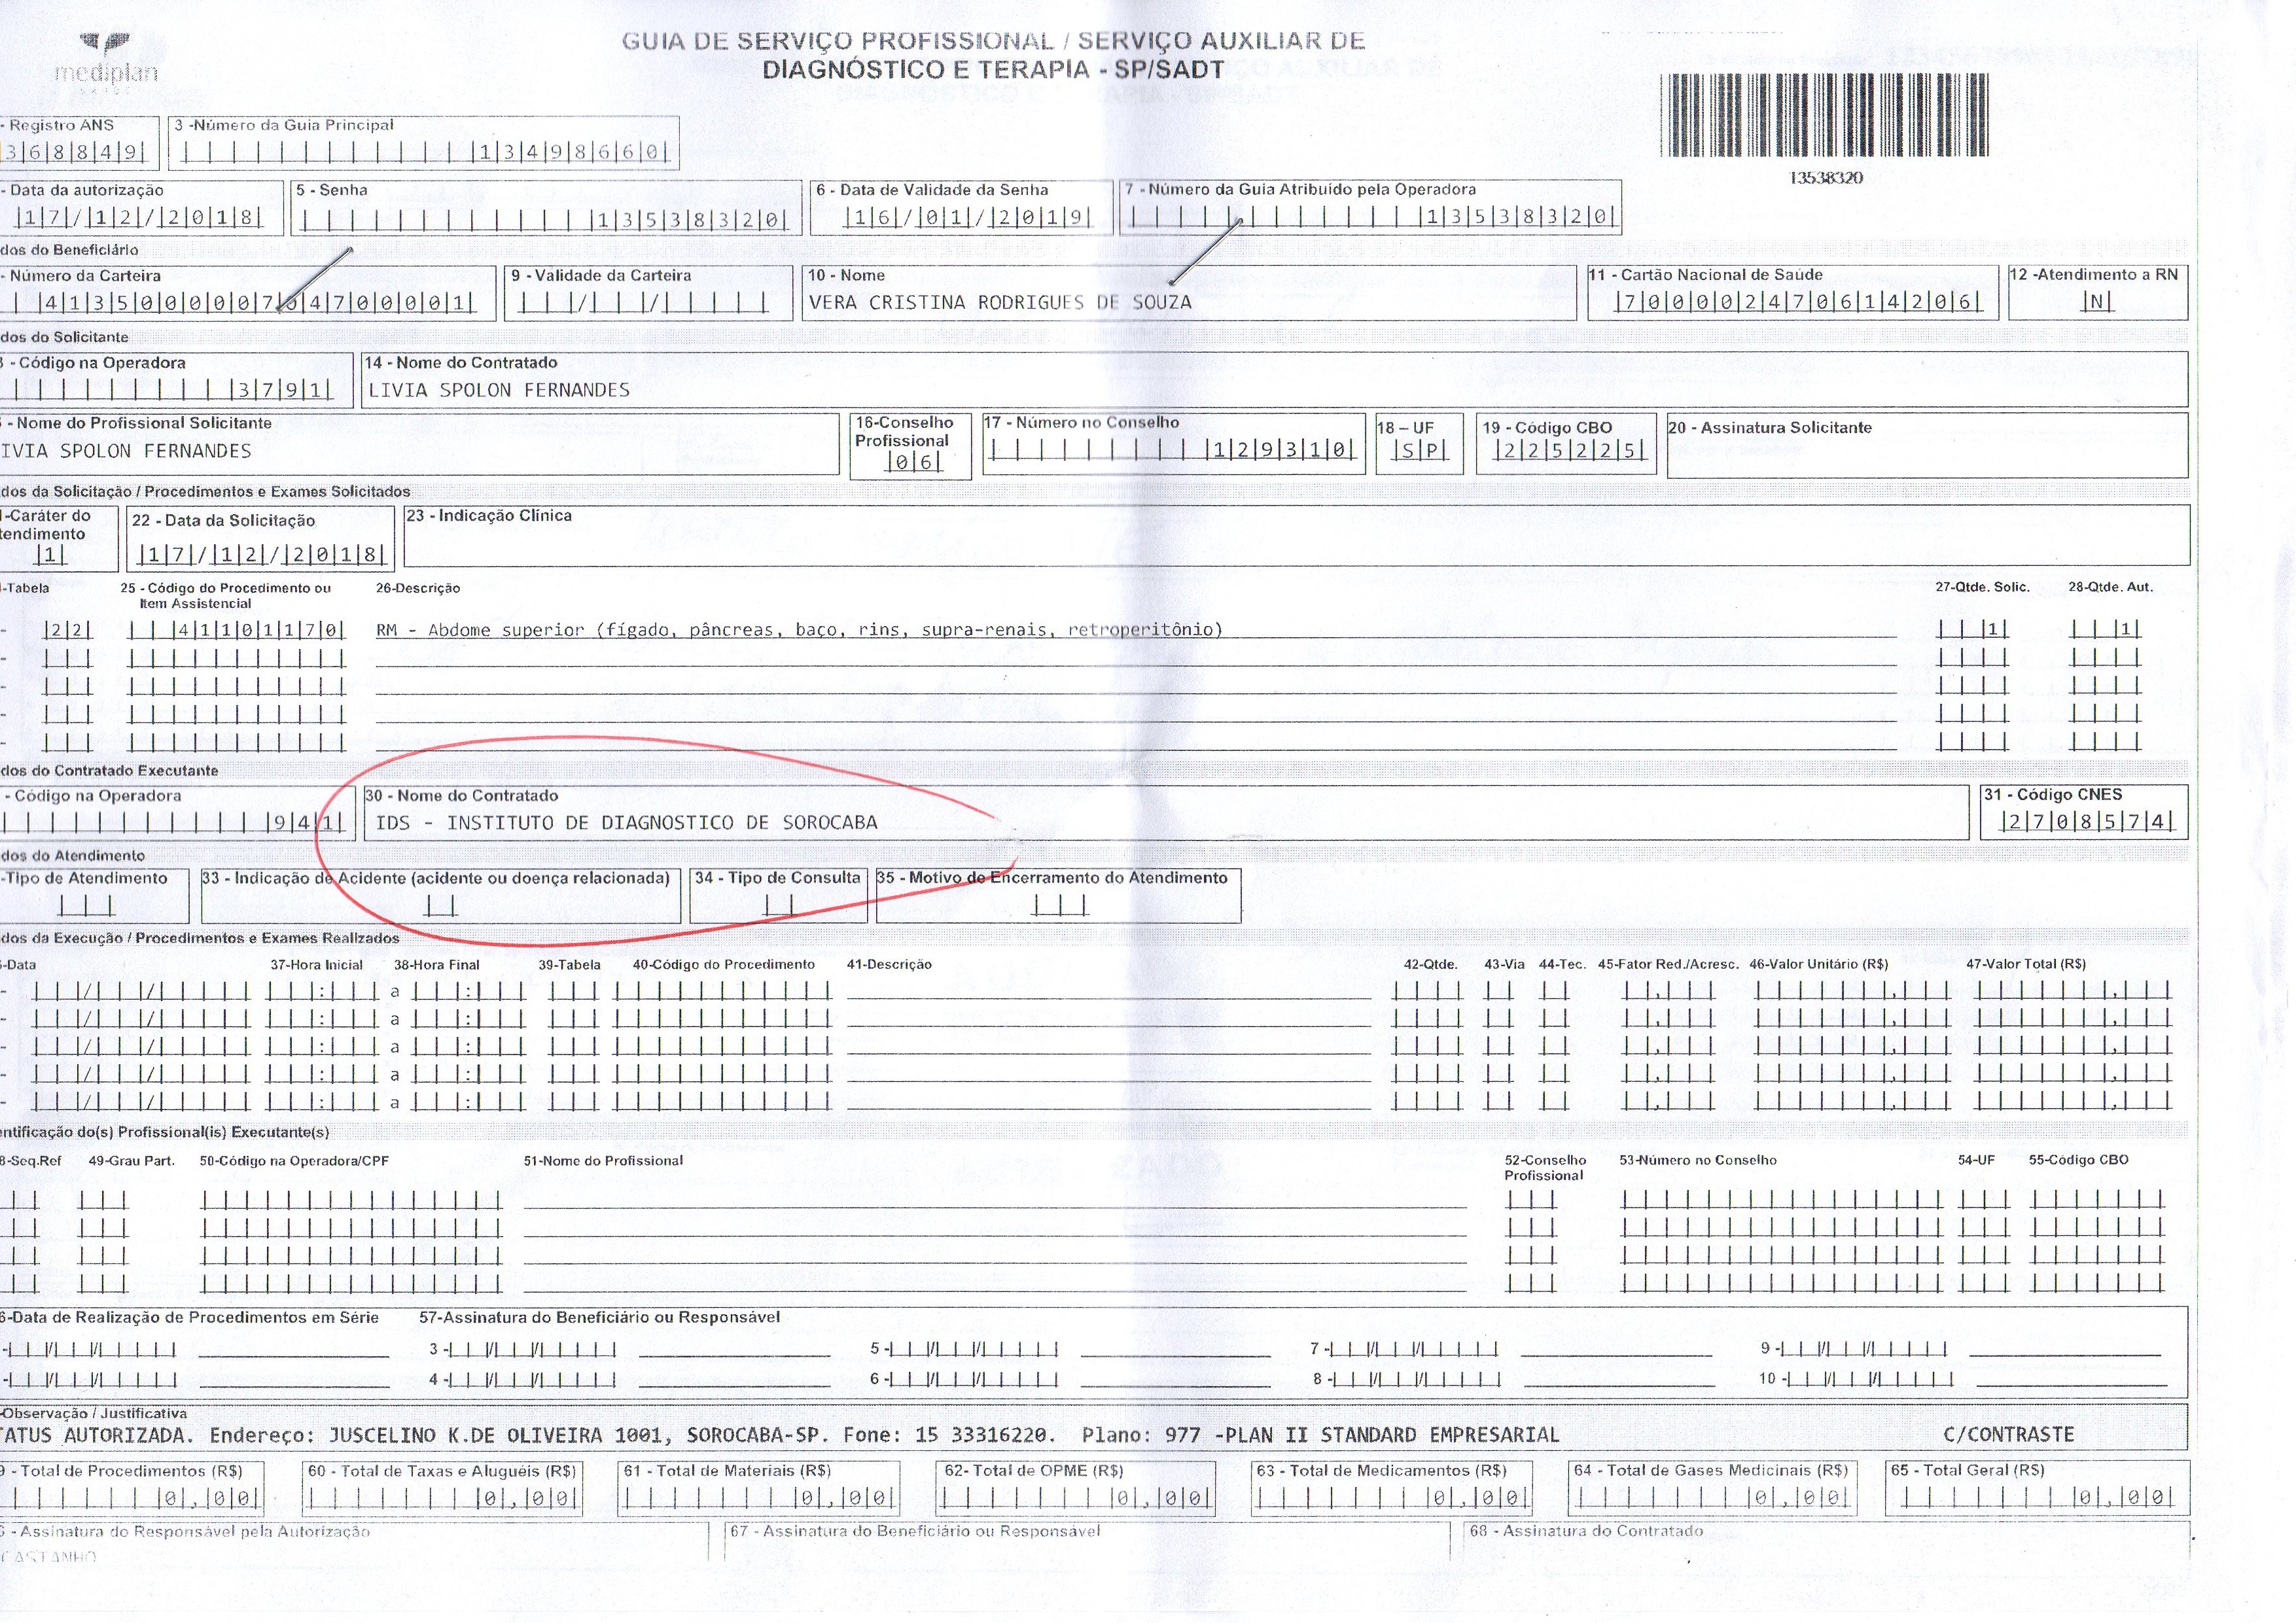 mediplan
GUIA DE SERVIÇO PROFISSIONAL / SERVIÇO AUXILIAR DE
DIAGNÓSTICO E TERAPIA - SP/SADT
13538320
- Registro ANS
368849
3 -Número da Guia Principal
13498660
- Data da autorização
17/12/2018
5 - Senha
13538320
6 - Data de Validade da Senha
16/01/2019
7 - Número da Guia Atribuído pela Operadora
13538320
dos do Beneficiário
- Número da Carteira
41350000070470001
9 - Validade da Carteira
10 - Nome
VERA CRISTINA RODRIGUES DE SOUZA
11 - Cartão Nacional de Saúde
700002470614206
12 -Atendimento a RN
N
dos do Solicitante
- Código na Operadora
3791
14 - Nome do Contratado
LIVIA SPOLON FERNANDES
- Nome do Profissional Solicitante
IVIA SPOLON FERNANDES
16-Conselho
Profissional
06
17 - Número no Conselho
129310
18 – UF
SP
19 - Código CBO
225225
20 - Assinatura Solicitante
dos da Solicitação / Procedimentos e Exames Solicitados
-Caráter do
tendimento
1
22 - Data da Solicitação
17/12/2018
23 - Indicação Clínica
-Tabela
25 - Código do Procedimento ou
Item Assistencial
26-Descrição
27-Qtde. Solic.
28-Qtde. Aut.
22 41101170 RM - Abdome superior (fígado, pâncreas, baço, rins, supra-renais, retroperitônio) 1 1
dos do Contratado Executante
- Código na Operadora
941
30 - Nome do Contratado
IDS - INSTITUTO DE DIAGNOSTICO DE SOROCABA
31 - Código CNES
2708574
dos do Atendimento
-Tipo de Atendimento
33 - Indicação de Acidente (acidente ou doença relacionada)
34 - Tipo de Consulta
35 - Motivo de Encerramento do Atendimento
dos da Execução / Procedimentos e Exames Realizados
-Data 37-Hora Inicial 38-Hora Final 39-Tabela 40-Código do Procedimento 41-Descrição 42-Qtde. 43-Via 44-Tec. 45-Fator Red./Acresc. 46-Valor Unitário (R$) 47-Valor Total (R$)
a
a
a
a
a
entificação do(s) Profissional(is) Executante(s)
8-Seq.Ref 49-Grau Part. 50-Código na Operadora/CPF 51-Nome do Profissional 52-Conselho Profissional 53-Número no Conselho 54-UF 55-Código CBO
6-Data de Realização de Procedimentos em Série 57-Assinatura do Beneficiário ou Responsável
3 - 5 - 7 - 9 -
4 - 6 - 8 - 10 -
-Observação / Justificativa
TATUS AUTORIZADA. Endereço: JUSCELINO K.DE OLIVEIRA 1001, SOROCABA-SP. Fone: 15 33316220. Plano: 977 -PLAN II STANDARD EMPRESARIAL C/CONTRASTE
9 - Total de Procedimentos (R$)
0,00
60 - Total de Taxas e Aluguéis (R$)
0,00
61 - Total de Materiais (R$)
0,00
62- Total de OPME (R$)
0,00
63 - Total de Medicamentos (R$)
0,00
64 - Total de Gases Medicinais (R$)
0,00
65 - Total Geral (R$)
0,00
6 - Assinatura do Responsável pela Autorização
CASTANHO
67 - Assinatura do Beneficiário ou Responsável
68 - Assinatura do Contratado